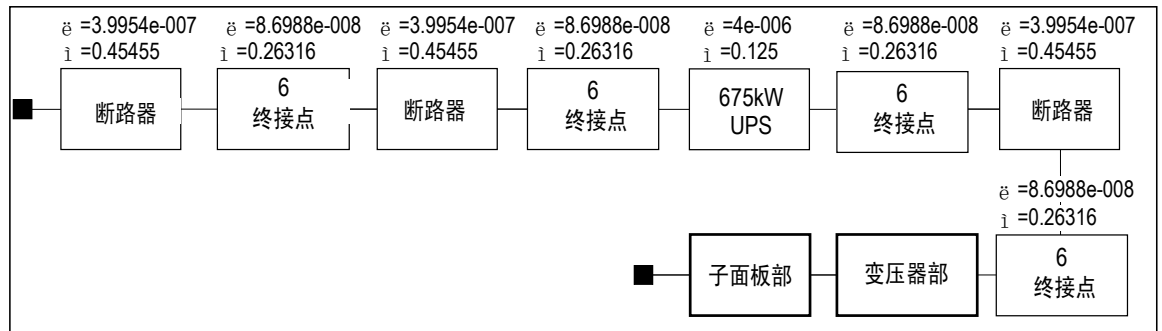 ë =3.9954e-007 ë =8.6988e-008 ë =3.9954e-007 ë =8.6988e-008 ë =4e-006 ë =8.6988e-008 ë =3.9954e-007
ì =0.45455 ì =0.26316 ì =0.45455 ì =0.26316 ì =0.125 ì =0.26316 ì =0.45455
断路器
6
终接点
断路器
6
终接点
675kW
UPS
6
终接点
断路器
ë =8.6988e-008
ì =0.26316
子面板部
变压器部
6
终接点